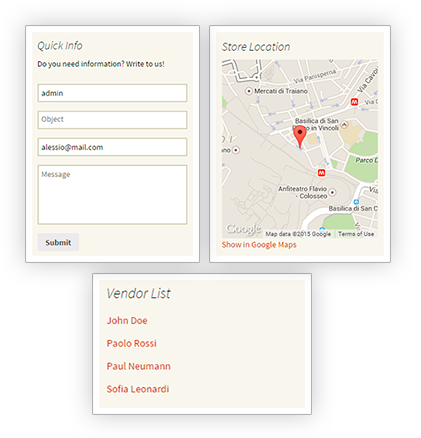 Quick Info
Do you need information? Write to us!
admin
Object
alessio@mail.com
Message
Submit
Store Location
Via Panisperna
Via Cavou
Mercati di Traiano
Basilica di San
o in Vincoli
Parco D
Anfiteatro Flavio
- Colosseo
Basilica di San C
Google
Map data ©2015 Google
Terms of Use
Show in Google Maps
Vendor List
John Doe
Paolo Rossi
Paul Neumann
Sofia Leonardi